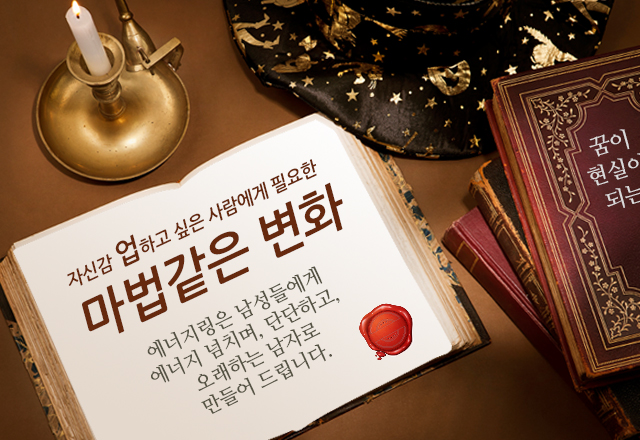 자신감 업하고 싶은 사람에게 필요한
마법같은 변화
에너지링은 남성들에게
에너지 넘치며, 단단하고,
오래하는 남자로
만들어 드립니다.
꿈이
현실이
되는